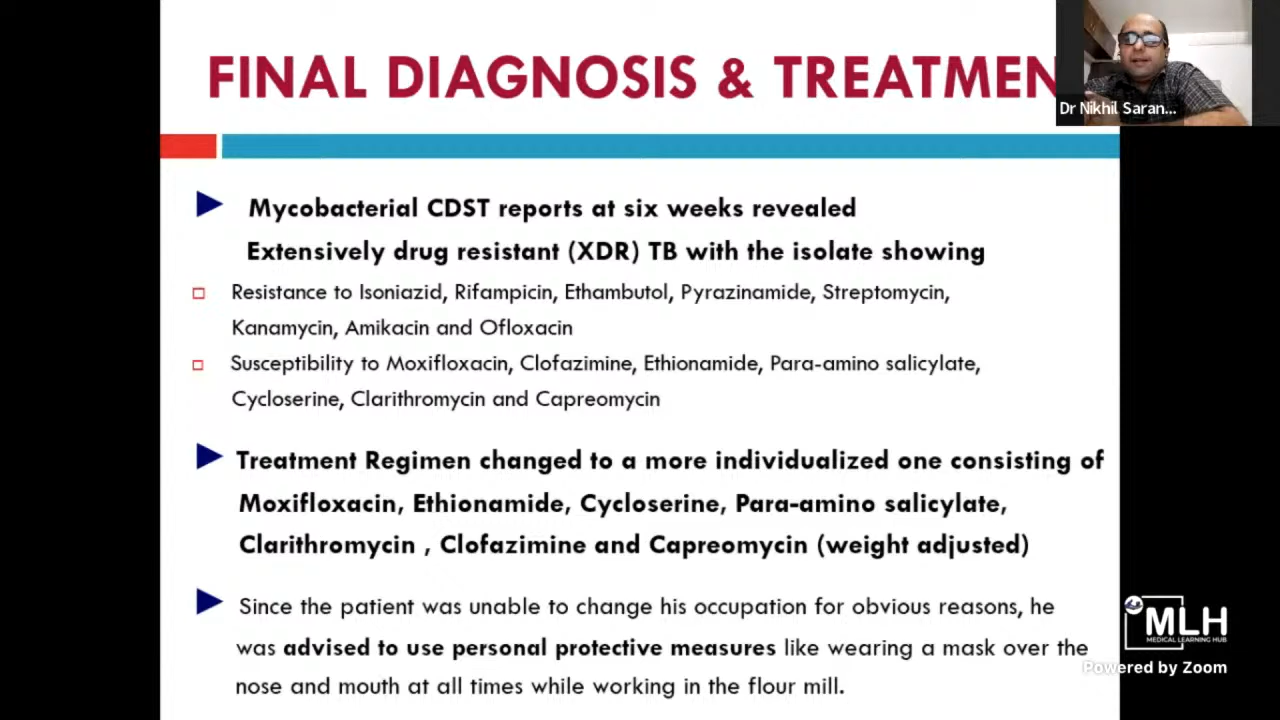 FINAL DIAGNOSIS & TREATMEN
Dr Nikhil Saran...
Mycobacterial CDST reports at six weeks revealed
Extensively drug resistant (XDR) TB with the isolate showing
Resistance to Isoniazid, Rifampicin, Ethambutol, Pyrazinamide, Streptomycin,
Kanamycin, Amikacin and Ofloxacin
Susceptibility to Moxifloxacin, Clofazimine, Ethionamide, Para-amino salicylate,
Cycloserine, Clarithromycin and Capreomycin
Treatment Regimen changed to a more individualized one consisting of
Moxifloxacin, Ethionamide, Cycloserine, Para-amino salicylate,
Clarithromycin , Clofazimine and Capreomycin (weight adjusted)
Since the patient was unable to change his occupation for obvious reasons, he
was advised to use personal protective measures like wearing a mask over the
nose and mouth at all times while working in the flour mill.
MLH
MEDICAL LEARNING HUB
Powered by Zoom